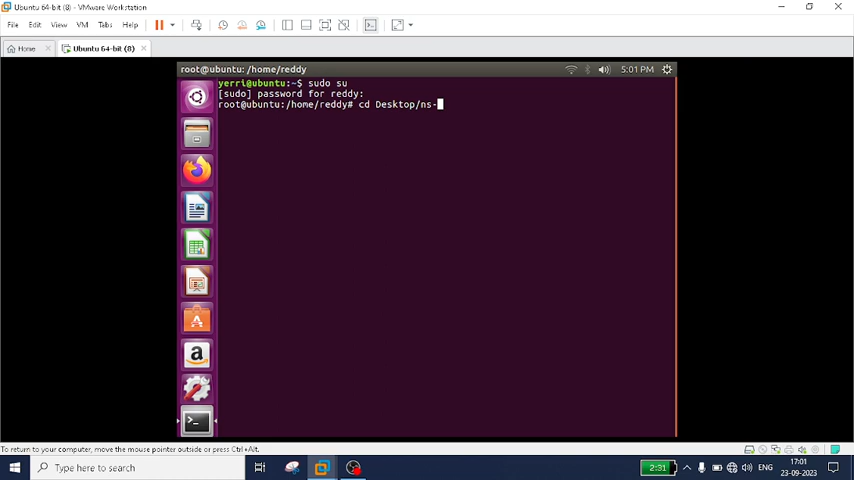 Ubuntu 64-bit (8) - VMware Workstation
File Edit View VM Tabs Help
Home Ubuntu 64-bit (8)
root@ubuntu: /home/reddy 5:01 PM
yerri@ubuntu:~$ sudo su
[sudo] password for reddy:
root@ubuntu:/home/reddy# cd Desktop/ns-
To return to your computer, move the mouse pointer outside or press Ctrl+Alt.
Type here to search 2:31 ENG 17:01
23-09-2023